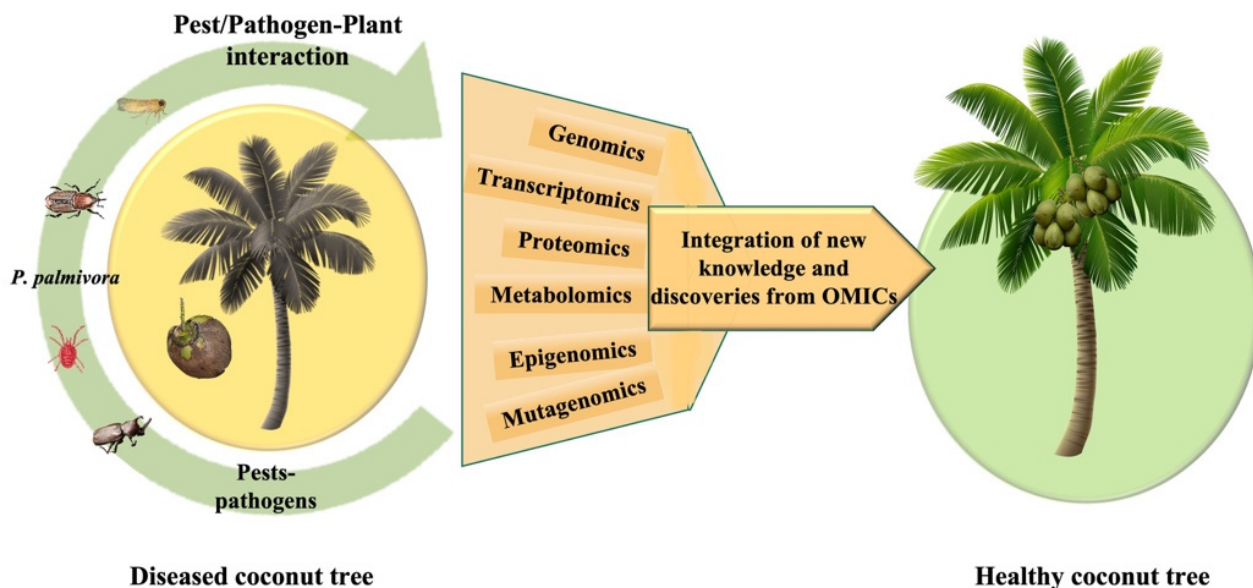 Pest/Pathogen-Plant
interaction
P. palmivora
Pests-
pathogens
Diseased coconut tree
Genomics
Transcriptomics
Proteomics
Metabolomics
Epigenomics
Mutagenomics
Integration of new
knowledge and
discoveries from OMICs
Healthy coconut tree